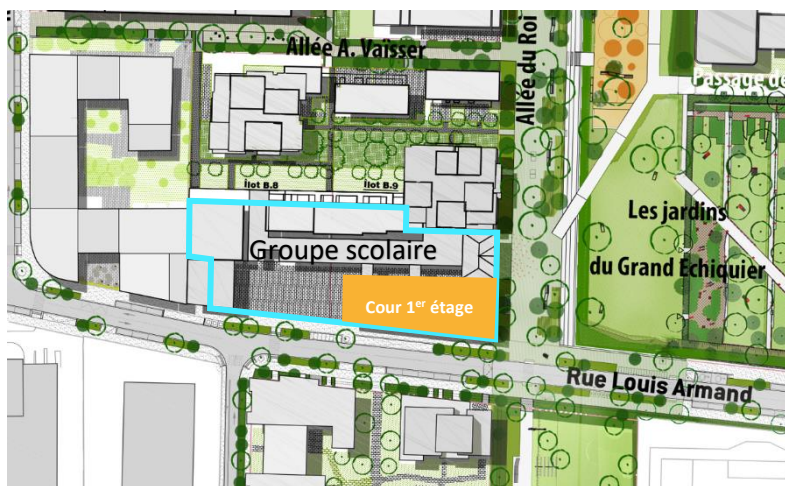 Allée A. Vaïsser
Allée du Roi
Passage de
Îlot B.8
Îlot B.9
Groupe scolaire
Les jardins
du Grand Echiquier
Cour 1er étage
Rue Louis Armand